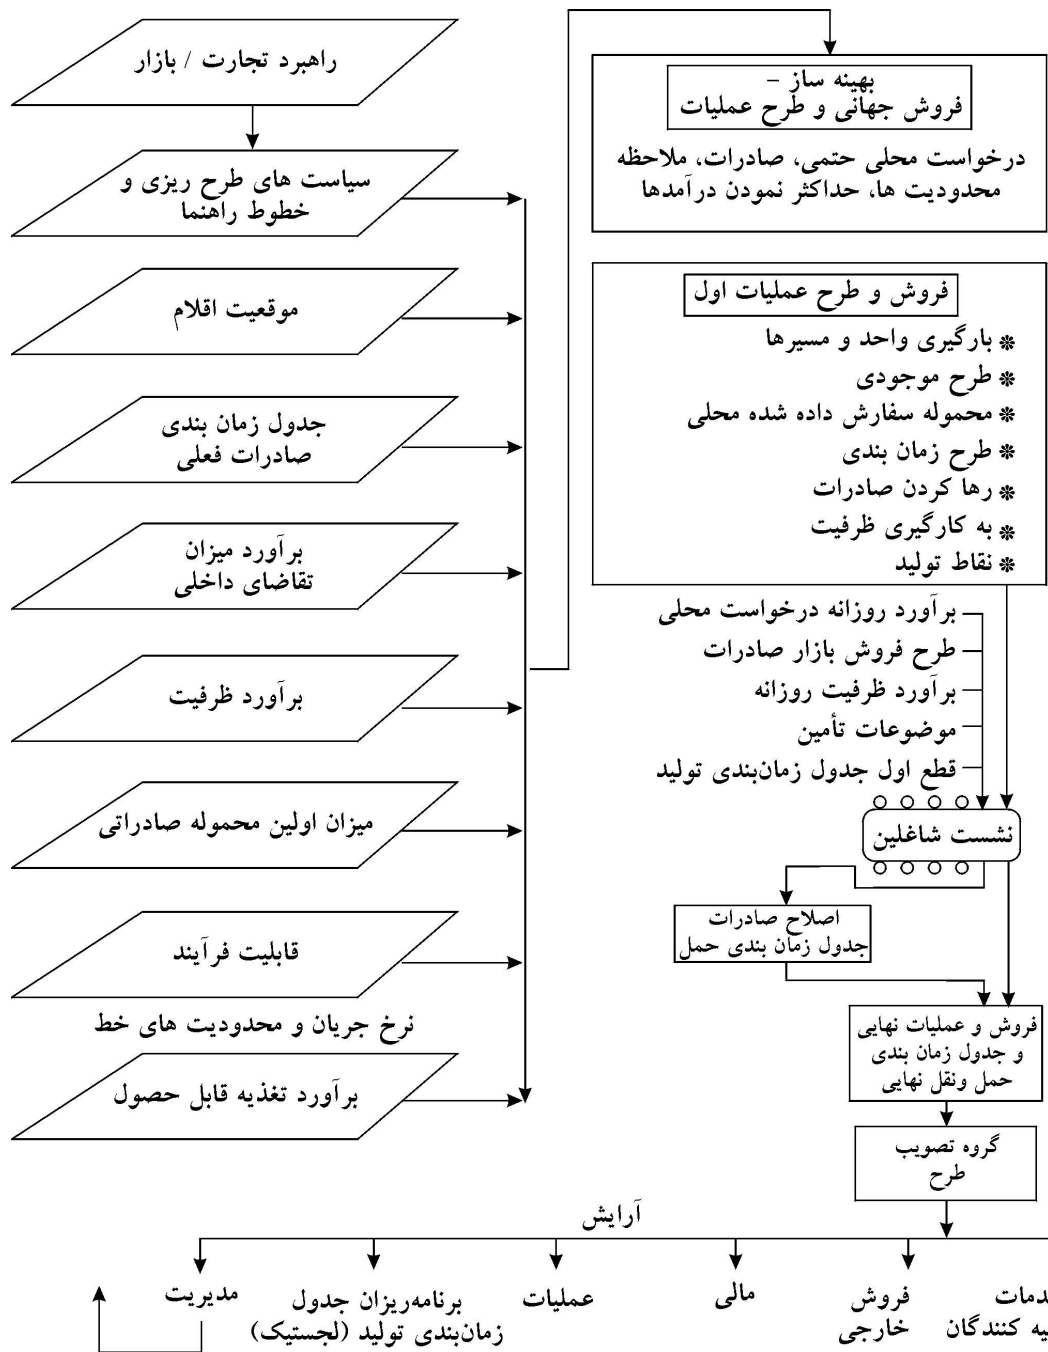 راهبرد تجارت / بازار
سیاست های طرح ریزی و
خطوط راهنما
موقعیت اقلام
جدول زمان بندی
صادرات فعلی
برآورد میزان
تقاضای داخلی
برآورد ظرفیت
میزان اولین محموله صادراتی
قابلیت فرآیند
نرخ جریان و محدودیت های خط
برآورد تغذیه قابل حصول
بهینه ساز –
فروش جهانی و طرح عملیات
درخواست محلی حتمی، صادرات، ملاحظه
محدودیت ها، حداکثر نمودن درآمدها
فروش و طرح عملیات اول
❊ بارگیری واحد و مسیرها
❊ طرح موجودی
❊ محموله سفارش داده شده محلی
❊ طرح زمان بندی
❊ رها کردن صادرات
❊ به کارگیری ظرفیت
❊ نقاط تولید
برآورد روزانه درخواست محلی
طرح فروش بازار صادرات
برآورد ظرفیت روزانه
موضوعات تأمین
قطع اول جدول زمان‌بندی تولید
نشست شاغلین
اصلاح صادرات
جدول زمان بندی حمل
فروش و عملیات نهایی
و جدول زمان بندی
حمل ونقل نهایی
گروه تصویب
طرح
آرایش
فروش
خارجی
مالی
عملیات
برنامه‌ریزان جدول
زمان‌بندی تولید (لجستیک)
مدیریت